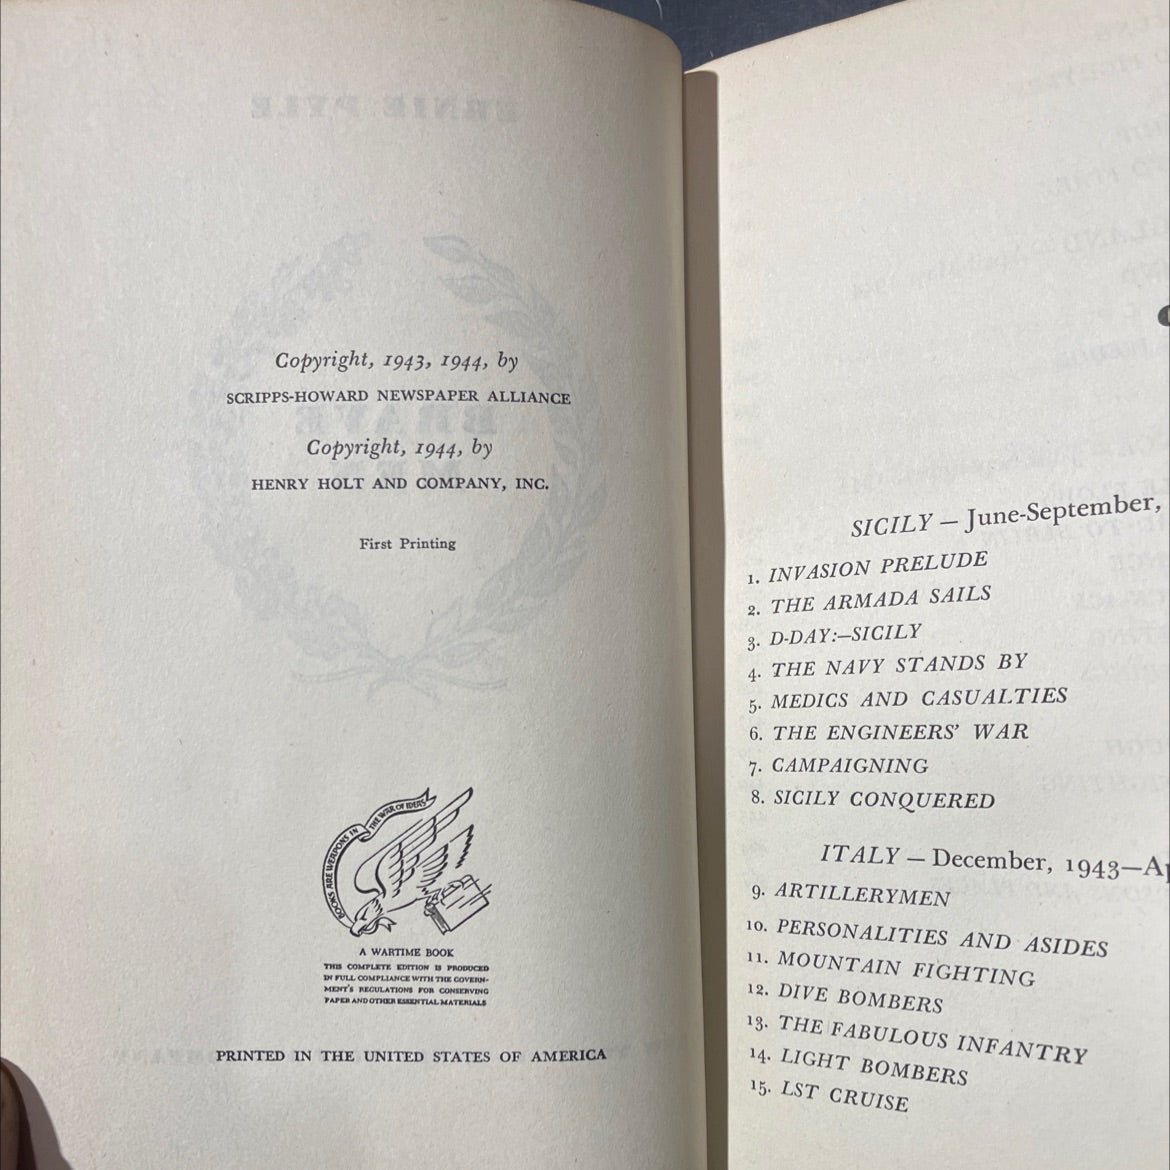 Copyright, 1943, 1944, by
SCRIPPS-HOWARD NEWSPAPER ALLIANCE
Copyright, 1944, by
HENRY HOLT AND COMPANY, INC.
First Printing
BOOKS ARE WEAPONS IN THE WAR OF IDEAS
A WARTIME BOOK
THIS COMPLETE EDITION IS PRODUCED
IN FULL COMPLIANCE WITH THE GOVERN-
MENT'S REGULATIONS FOR CONSERVING
PAPER AND OTHER ESSENTIAL MATERIALS
PRINTED IN THE UNITED STATES OF AMERICA
SICILY — June-September,
1. INVASION PRELUDE
2. THE ARMADA SAILS
3. D-DAY:—SICILY
4. THE NAVY STANDS BY
5. MEDICS AND CASUALTIES
6. THE ENGINEERS' WAR
7. CAMPAIGNING
8. SICILY CONQUERED
ITALY — December, 1943—Ap
9. ARTILLERYMEN
10. PERSONALITIES AND ASIDES
11. MOUNTAIN FIGHTING
12. DIVE BOMBERS
13. THE FABULOUS INFANTRY
14. LIGHT BOMBERS
15. LST CRUISE